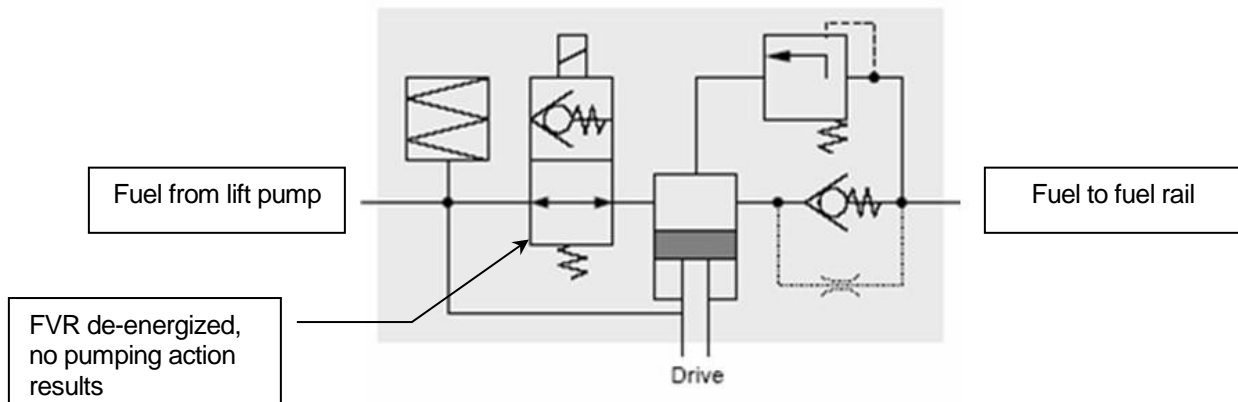 Fuel from lift pump
Fuel to fuel rail
FVR de-energized,
no pumping action
results
Drive